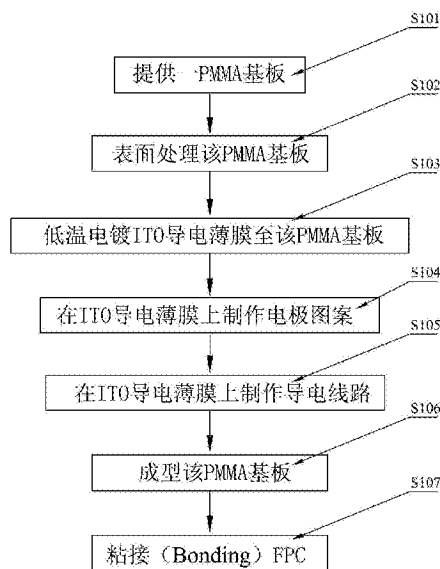 S101
提供一PMMA基板
S102
表面处理该PMMA基板
S103
低温电镀ITO导电薄膜至该PMMA基板
S104
在ITO导电薄膜上制作电极图案
S105
在ITO导电薄膜上制作导电线路
S106
成型该PMMA基板
S107
粘接（Bonding）FPC